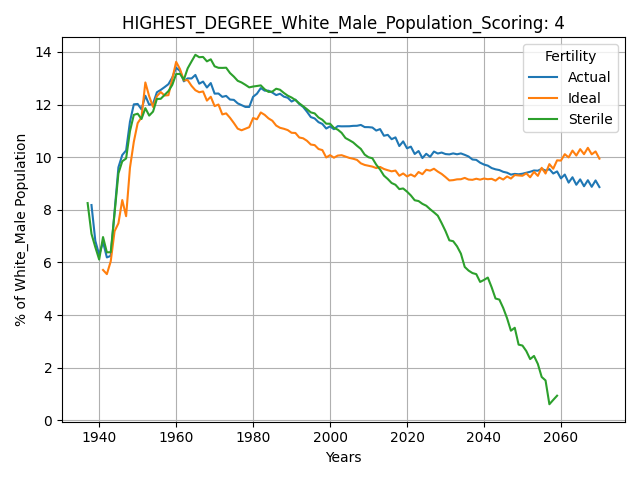 HIGHEST_DEGREE_White_Male_Population_Scoring: 4
Fertility
Actual
Ideal
Sterile
% of White_Male Population
14
12
10
8
6
4
2
0
1940 1960 1980 2000 2020 2040 2060
Years